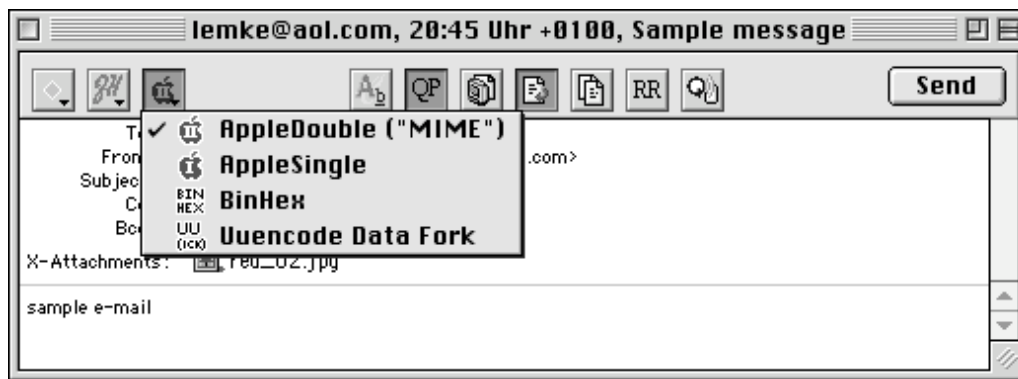 lemke@aol.com, 20:45 Uhr +0100, Sample message
QP RR Send
AppleDouble ("MIME")
From .com>
AppleSingle
BIN HEX BinHex
UU (ICK) Uuencode Data Fork
X-Attachments:
sample e-mail